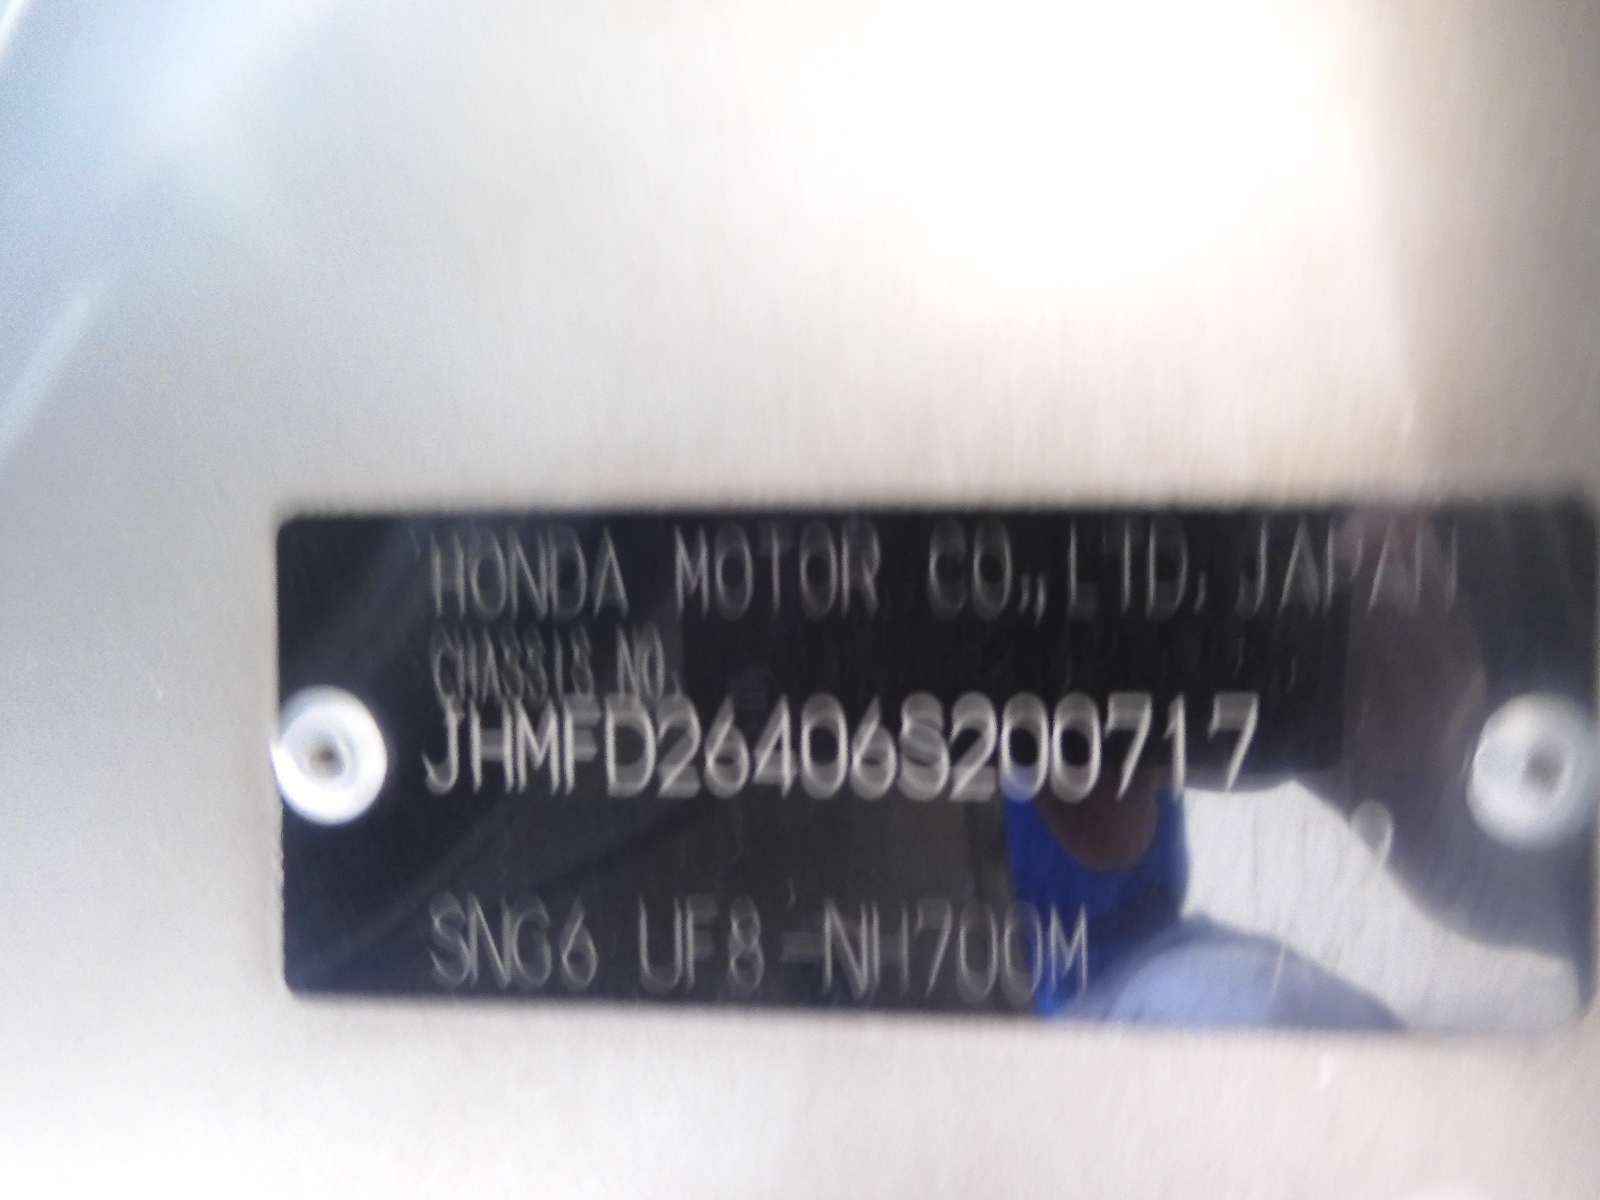 HONDA MOTOR CO.,LTD. JAPAN
CHASSIS NO.
JHMFD26406S200717
SNG6 UF8-NH700M